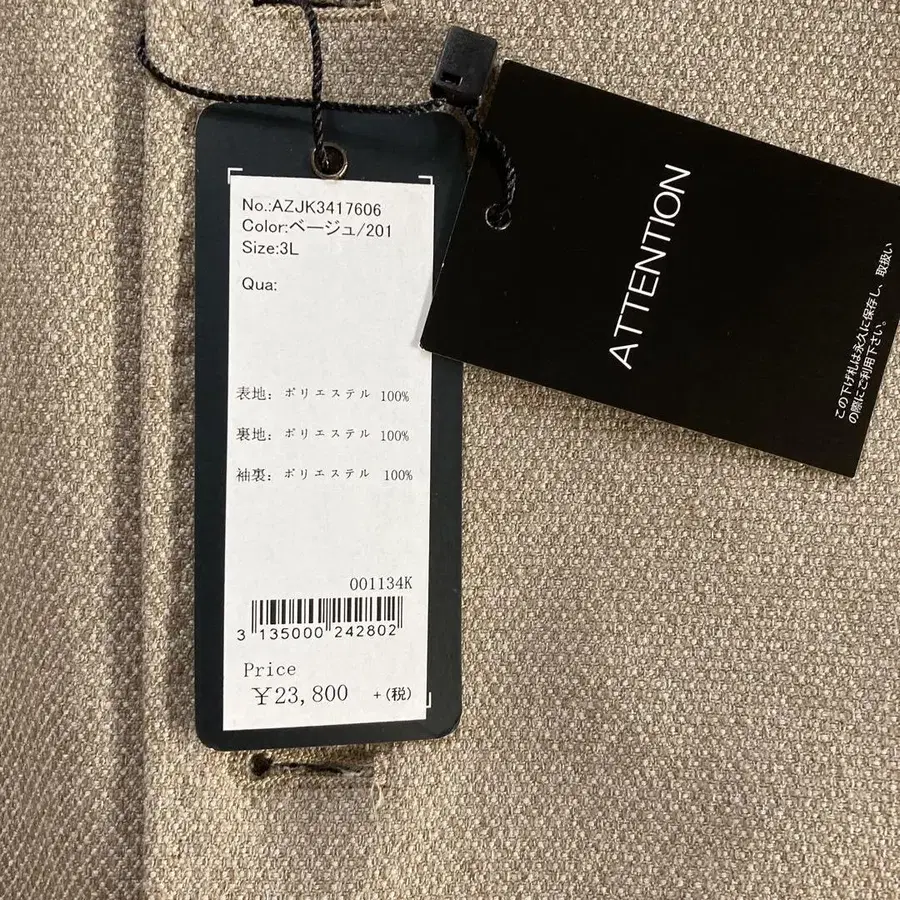 No.:AZJK3417606
Color:ベージュ/201
Size:3L
Qua:
表地: ポリエステル 100%
裏地: ポリエステル 100%
袖裏: ポリエステル 100%
001134K
3 135000 242802
Price
¥23,800 +(税)
ATTENTION
この下げ札は永久に保存し、取扱い
の際にご利用下さい。